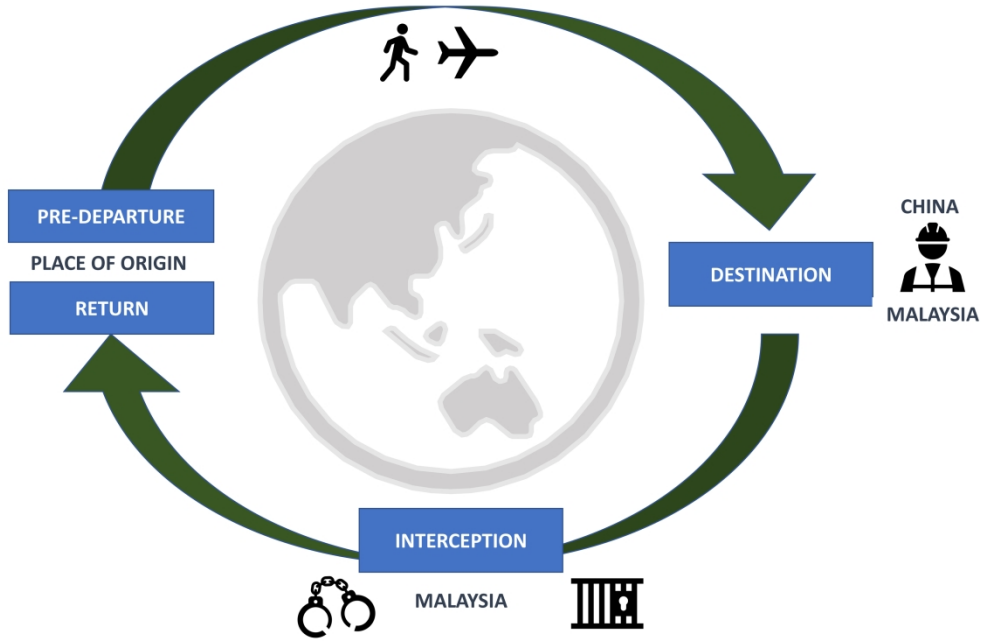 PRE-DEPARTURE
PLACE OF ORIGIN
RETURN
CHINA
DESTINATION
MALAYSIA
INTERCEPTION
MALAYSIA